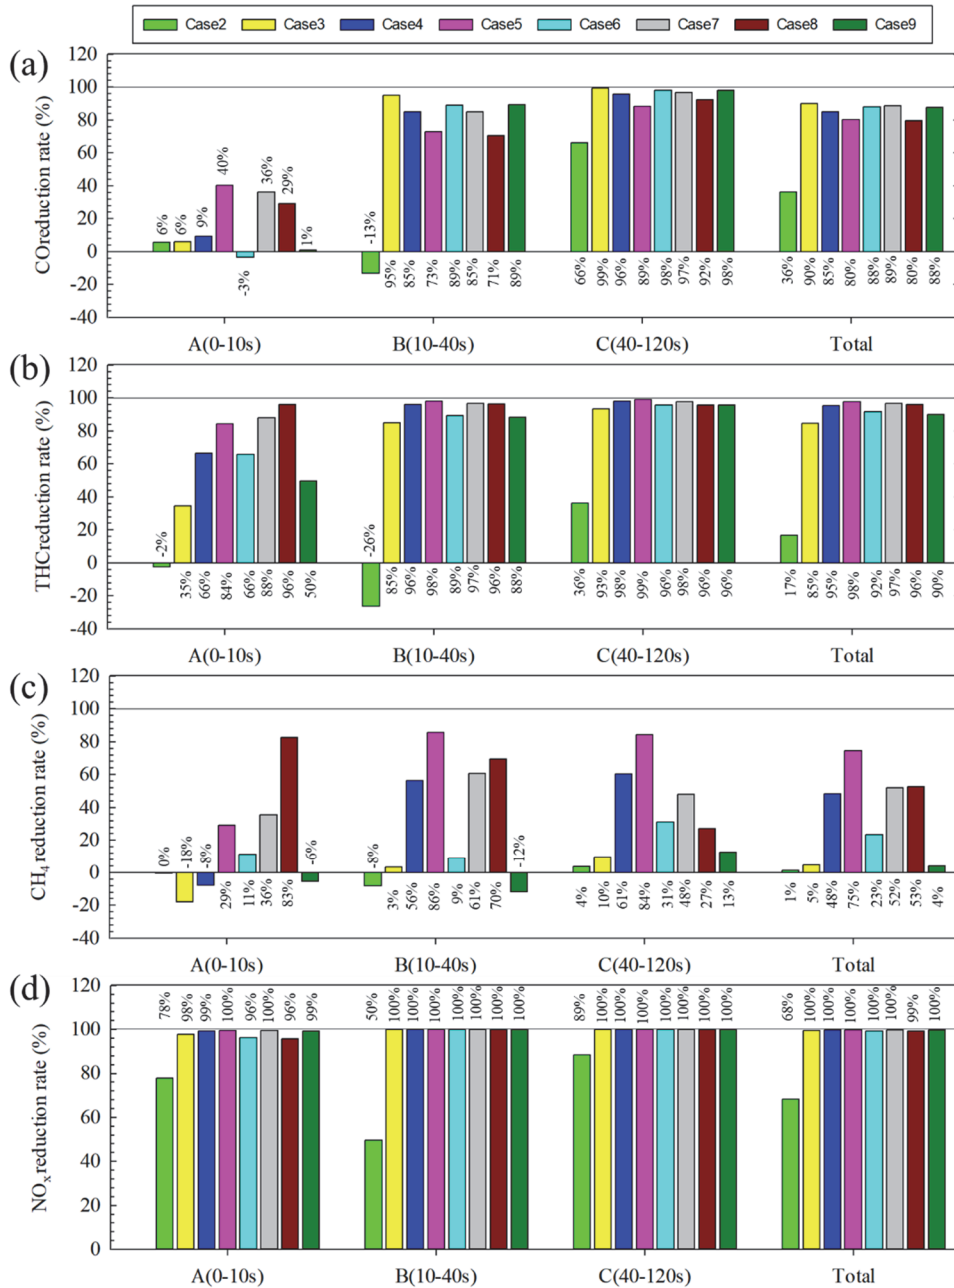 Case2 Case3 Case4 Case5 Case6 Case7 Case8 Case9
(a)
COreduction rate (%)
120
100
80
60
40
20
0
-20
-40
6% 6% 9% 40% -3% 36% 29% 1%
-13% 95% 85% 73% 89% 85% 71% 89%
66% 99% 96% 89% 98% 97% 92% 98%
36% 90% 85% 80% 88% 89% 80% 88%
A(0-10s) B(10-40s) C(40-120s) Total
(b)
THCreduction rate (%)
120
100
80
60
40
20
0
-20
-40
-2% 35% 66% 84% 66% 88% 96% 50%
-26% 85% 96% 98% 89% 97% 96% 88%
36% 93% 98% 99% 96% 98% 96% 96%
17% 85% 95% 98% 92% 97% 96% 90%
A(0-10s) B(10-40s) C(40-120s) Total
(c)
CH₄ reduction rate (%)
120
100
80
60
40
20
0
-20
-40
0% -18% -8% 29% 11% 36% 83% -6%
-8% 3% 56% 86% 9% 61% 70% -12%
4% 10% 61% 84% 31% 48% 27% 13%
1% 5% 48% 75% 23% 52% 53% 4%
A(0-10s) B(10-40s) C(40-120s) Total
(d)
NOₓ reduction rate (%)
120
100
80
60
40
20
0
78% 98% 99% 100% 96% 100% 96% 99%
50% 100% 100% 100% 100% 100% 100% 100%
89% 100% 100% 100% 100% 100% 100% 100%
68% 100% 100% 100% 100% 100% 99% 100%
A(0-10s) B(10-40s) C(40-120s) Total